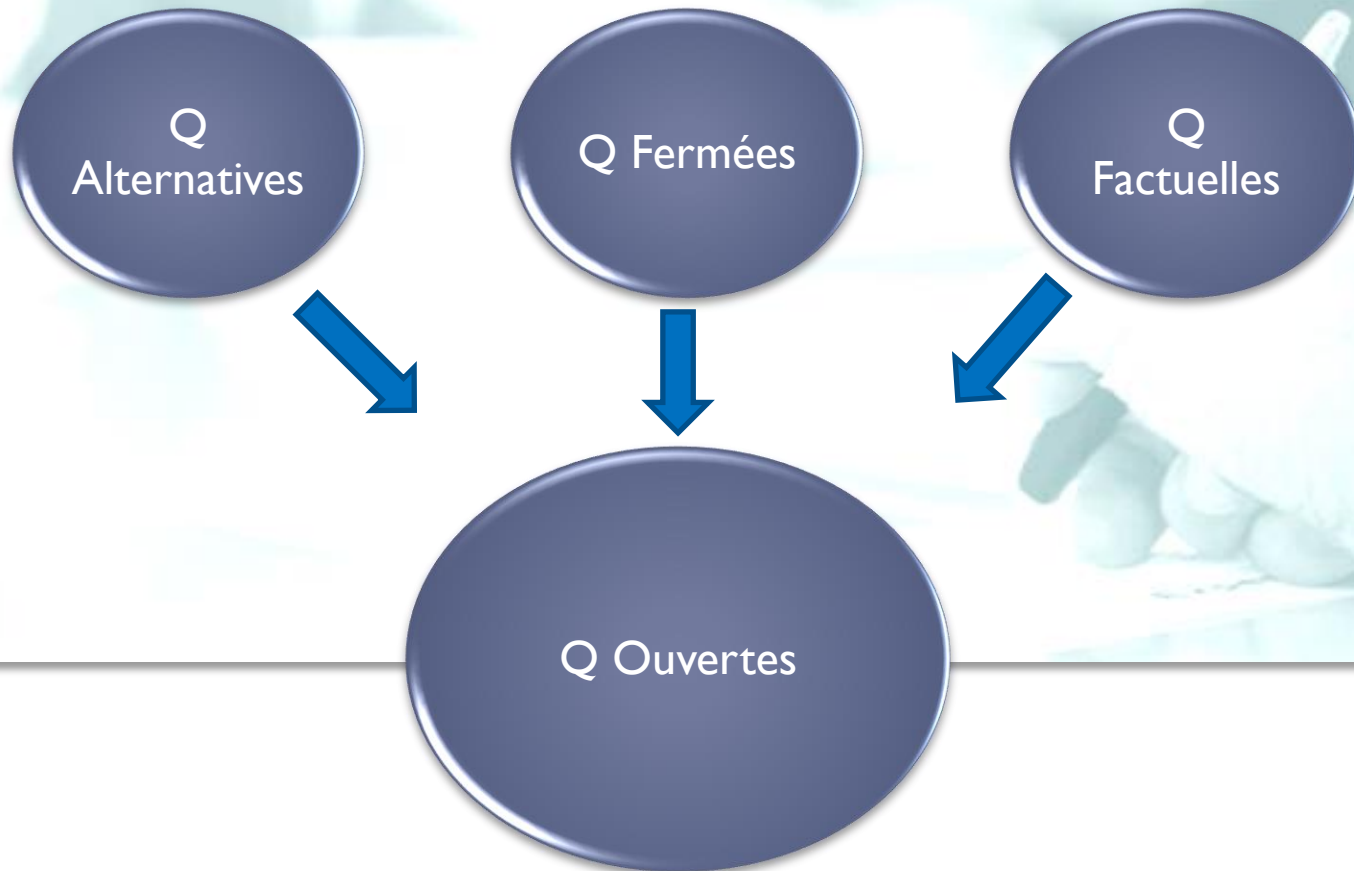 Q
Alternatives
Q Fermées
Q
Factuelles
Q Ouvertes